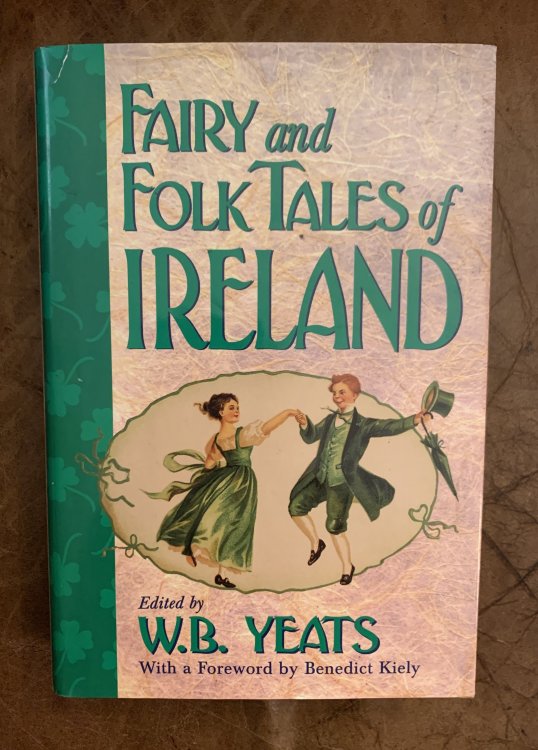 FAIRY and
FOLK TALES of
IRELAND
Edited by
W.B. YEATS
With a Foreword by Benedict Kiely